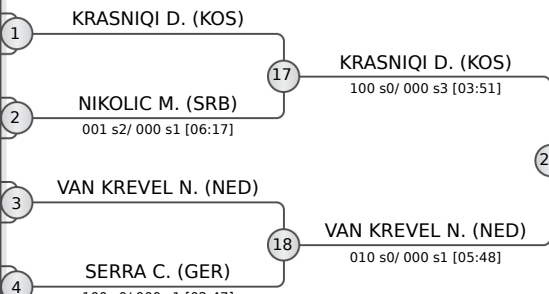 KRASNIQI D. (KOS)
1
17
KRASNIQI D. (KOS)
100 s0/ 000 s3 [03:51]
NIKOLIC M. (SRB)
2
001 s2/ 000 s1 [06:17]
2
VAN KREVEL N. (NED)
3
18
VAN KREVEL N. (NED)
010 s0/ 000 s1 [05:48]
SERRA C. (GER)
4